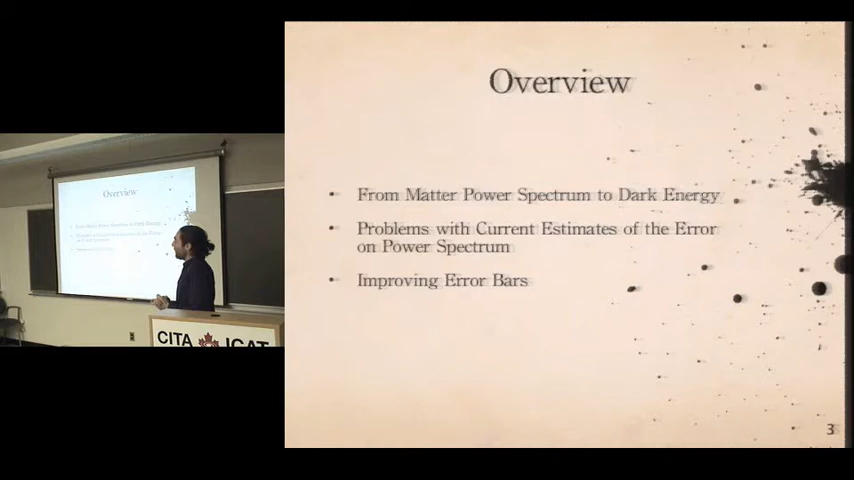 Overview
• From Matter Power Spectrum to Dark Energy
• Problems with Current Estimates of the Error
on Power Spectrum
• Improving Error Bars
3
Overview
CITA ICAT